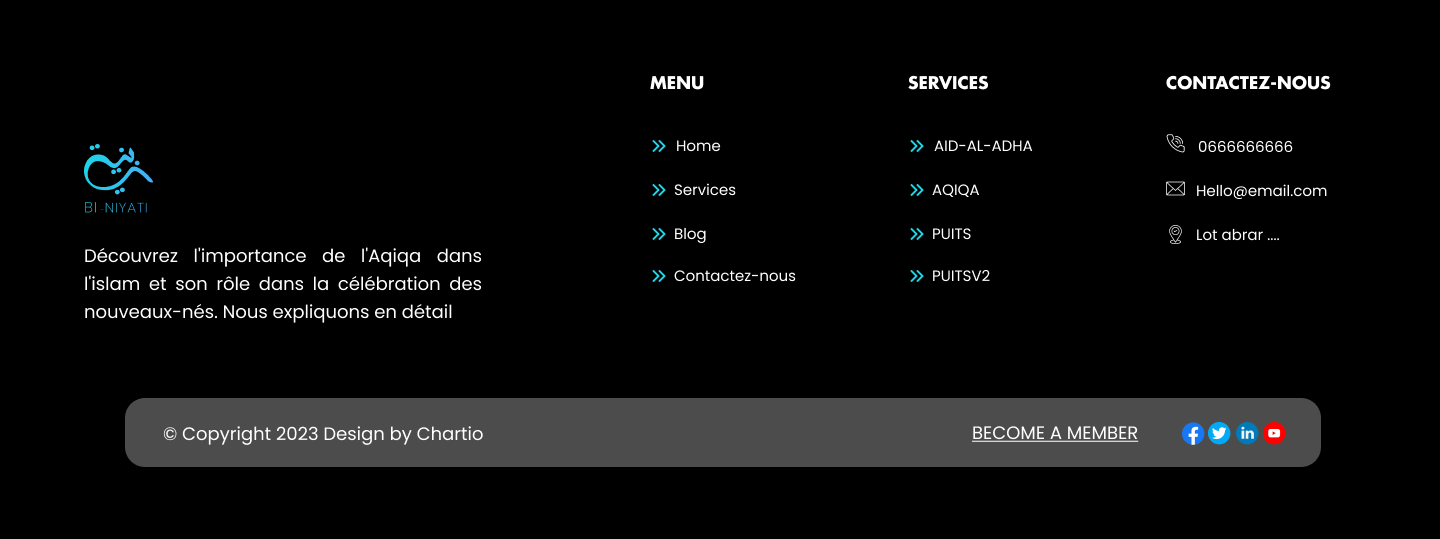 BI-NIYATI
Découvrez l'importance de l'Aqiqa dans
l'islam et son rôle dans la célébration des
nouveaux-nés. Nous expliquons en détail
MENU
Home
Services
Blog
Contactez-nous
SERVICES
AID-AL-ADHA
AQIQA
PUITS
PUITSV2
CONTACTEZ-NOUS
0666666666
Hello@email.com
Lot abrar ....
© Copyright 2023 Design by Chartio
BECOME A MEMBER